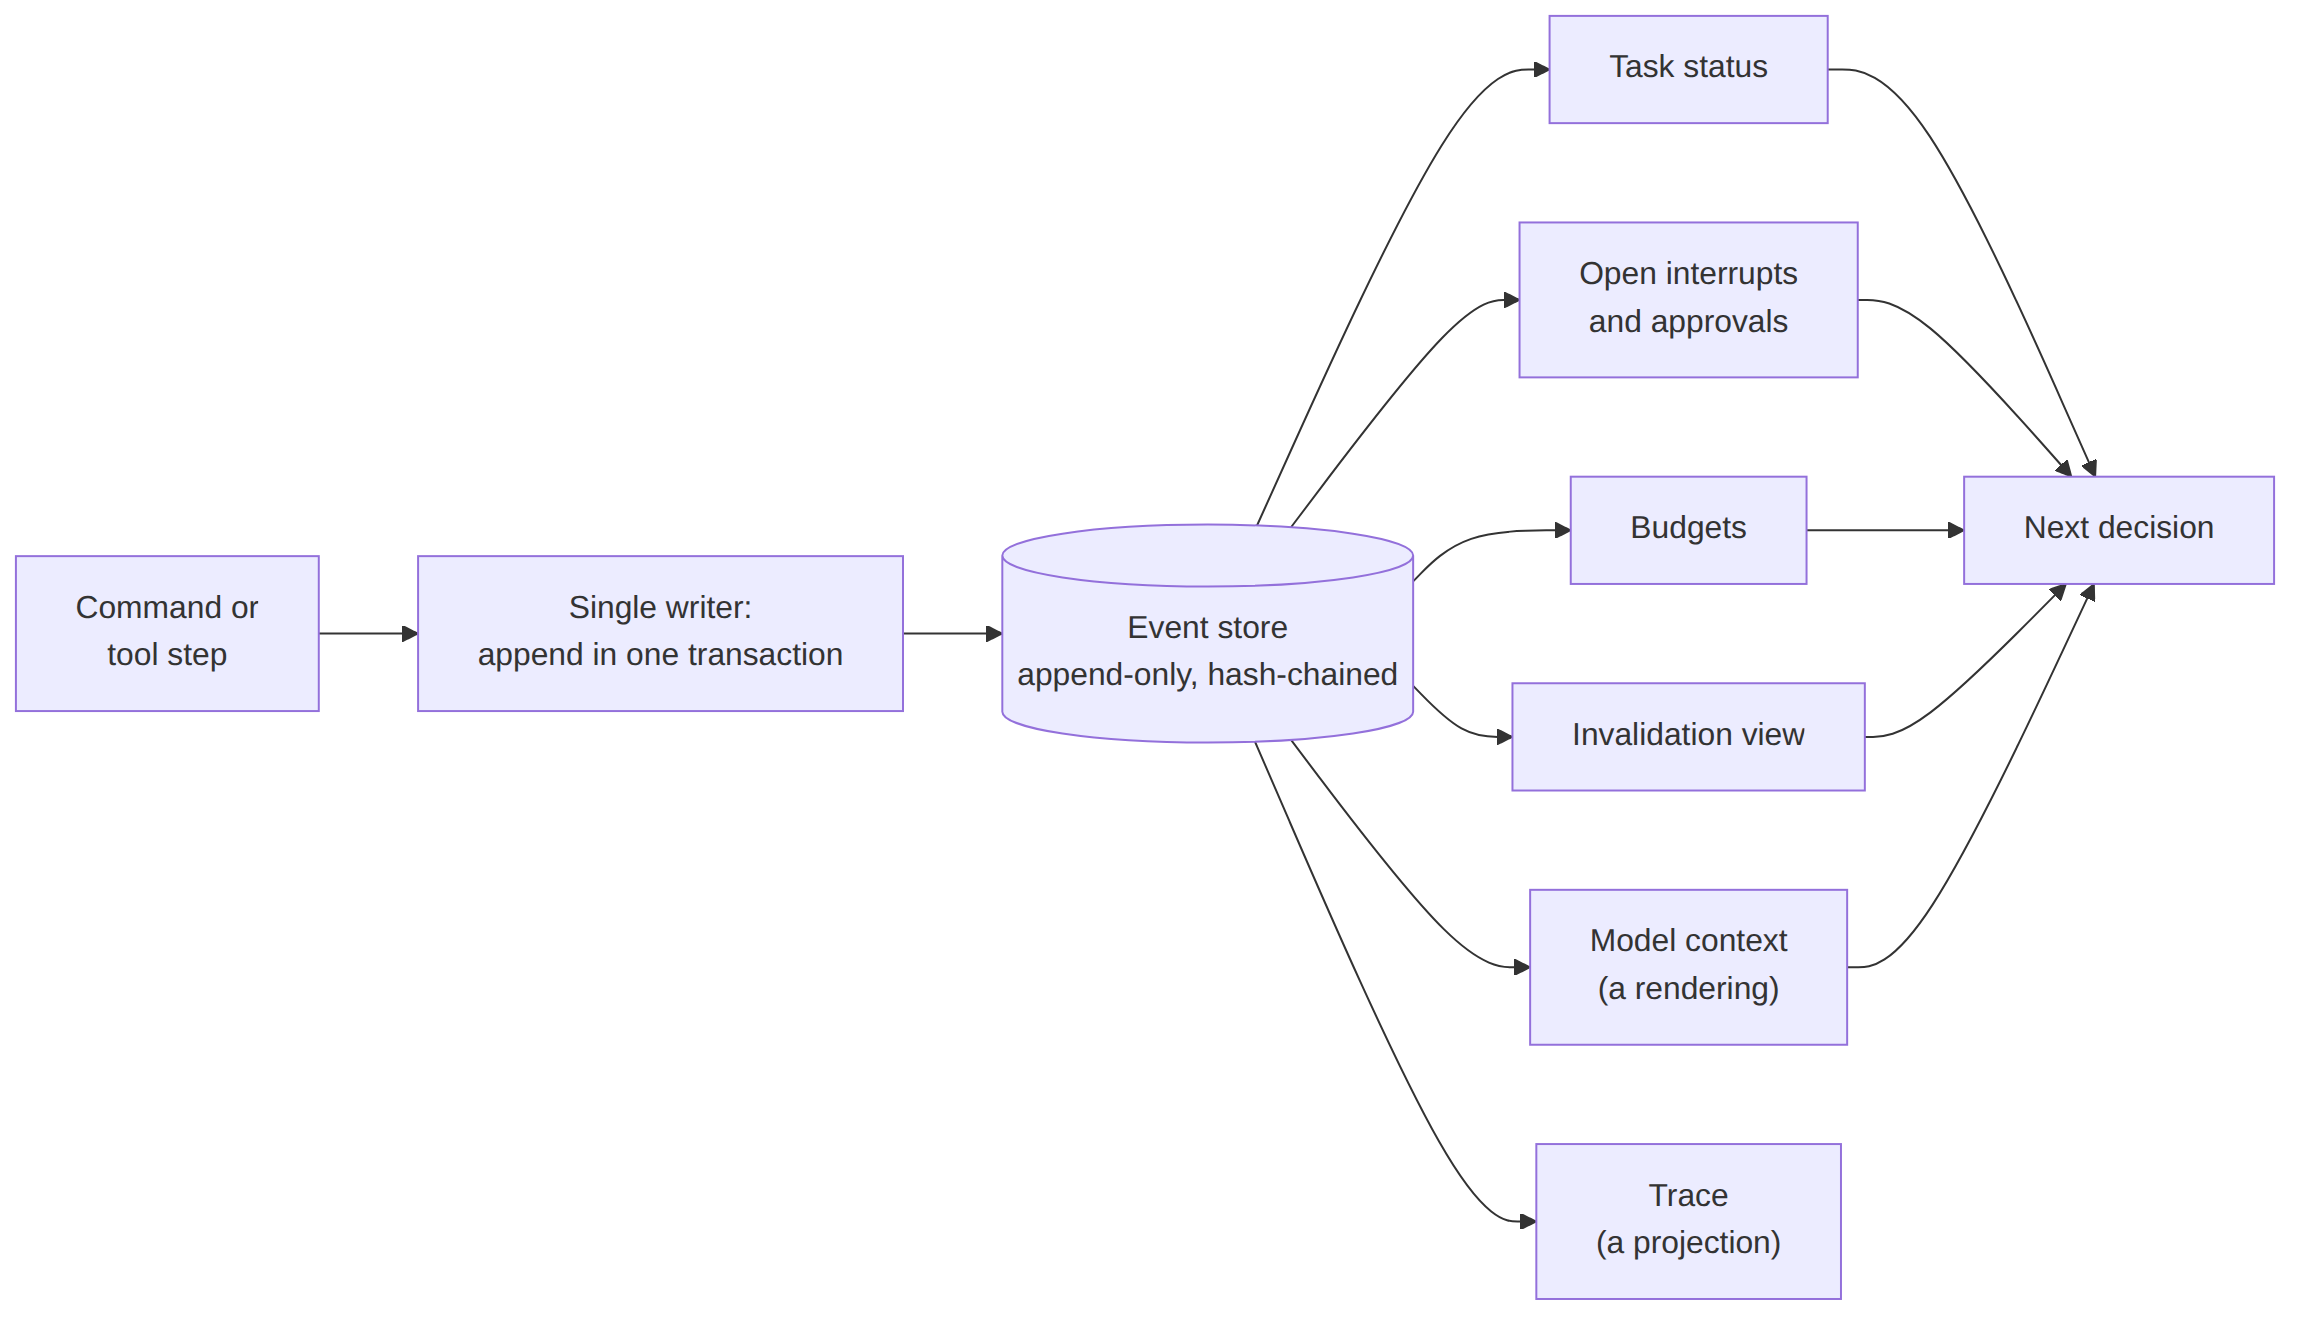 Command or
tool step
Single writer:
append in one transaction
Event store
append-only, hash-chained
Task status
Open interrupts
and approvals
Budgets
Invalidation view
Model context
(a rendering)
Trace
(a projection)
Next decision